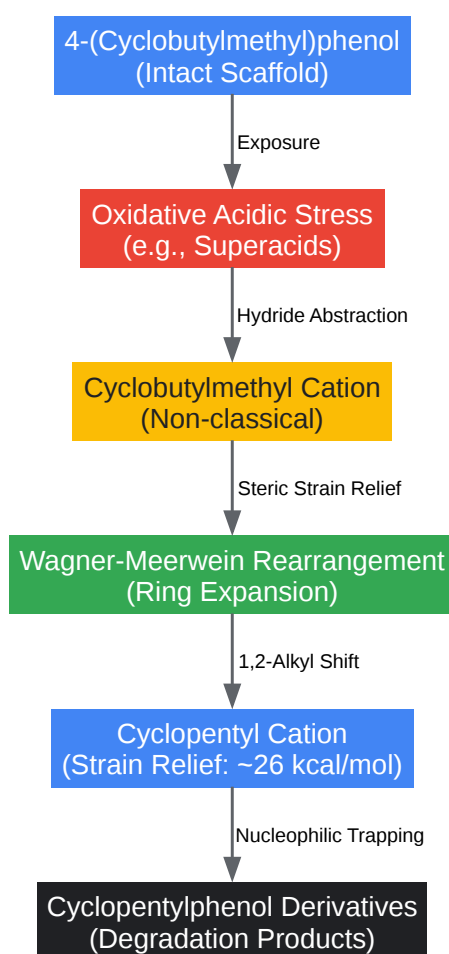 4-(Cyclobutylmethyl)phenol
(Intact Scaffold)
Exposure
Oxidative Acidic Stress
(e.g., Superacids)
Hydride Abstraction
Cyclobutylmethyl Cation
(Non-classical)
Steric Strain Relief
Wagner-Meerwein Rearrangement
(Ring Expansion)
1,2-Alkyl Shift
Cyclopentyl Cation
(Strain Relief: ~26 kcal/mol)
Nucleophilic Trapping
Cyclopentylphenol Derivatives
(Degradation Products)